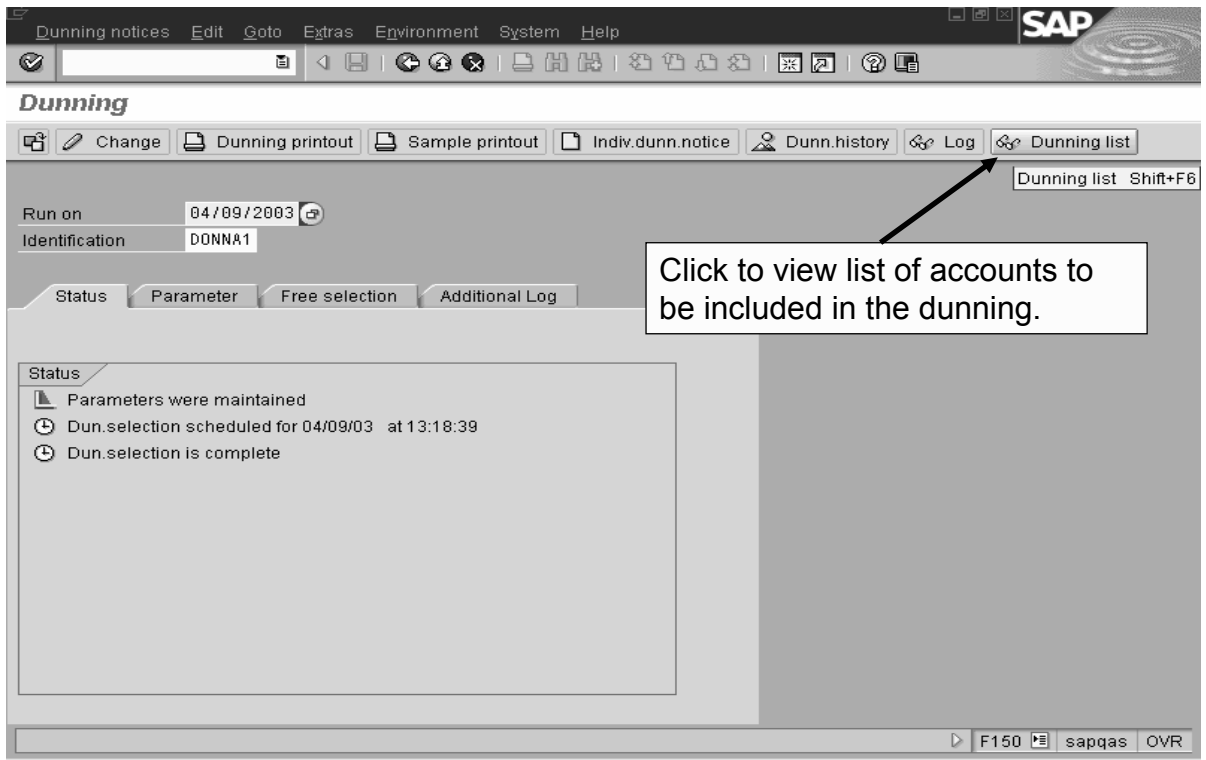 Dunning notices Edit Goto Extras Environment System Help
SAP
Dunning
Change Dunning printout Sample printout Indiv.dunn.notice Dunn.history Log Dunning list
Dunning list Shift+F6
Run on 04/09/2003
Identification DONNA1
Click to view list of accounts to
be included in the dunning.
Status Parameter Free selection Additional Log
Status
Parameters were maintained
Dun.selection scheduled for 04/09/03 at 13:18:39
Dun.selection is complete
F150 sapqas OVR